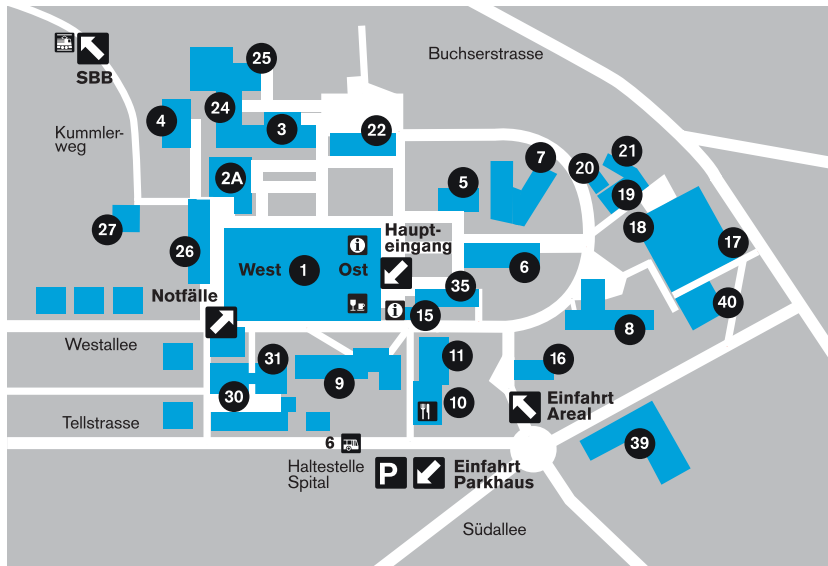 Buchserstrasse
25
SBB
24
4
3
22
Kummler-
weg
21
7
20
2A
5
19
27
18
17
Haupt-
eingang
26
West
1
Ost
6
Notfälle
35
40
15
8
Westallee
31
11
16
9
30
10
Einfahrt
Areal
Tellstrasse
6
39
Haltestelle
Spital
P
Einfahrt
Parkhaus
Südallee